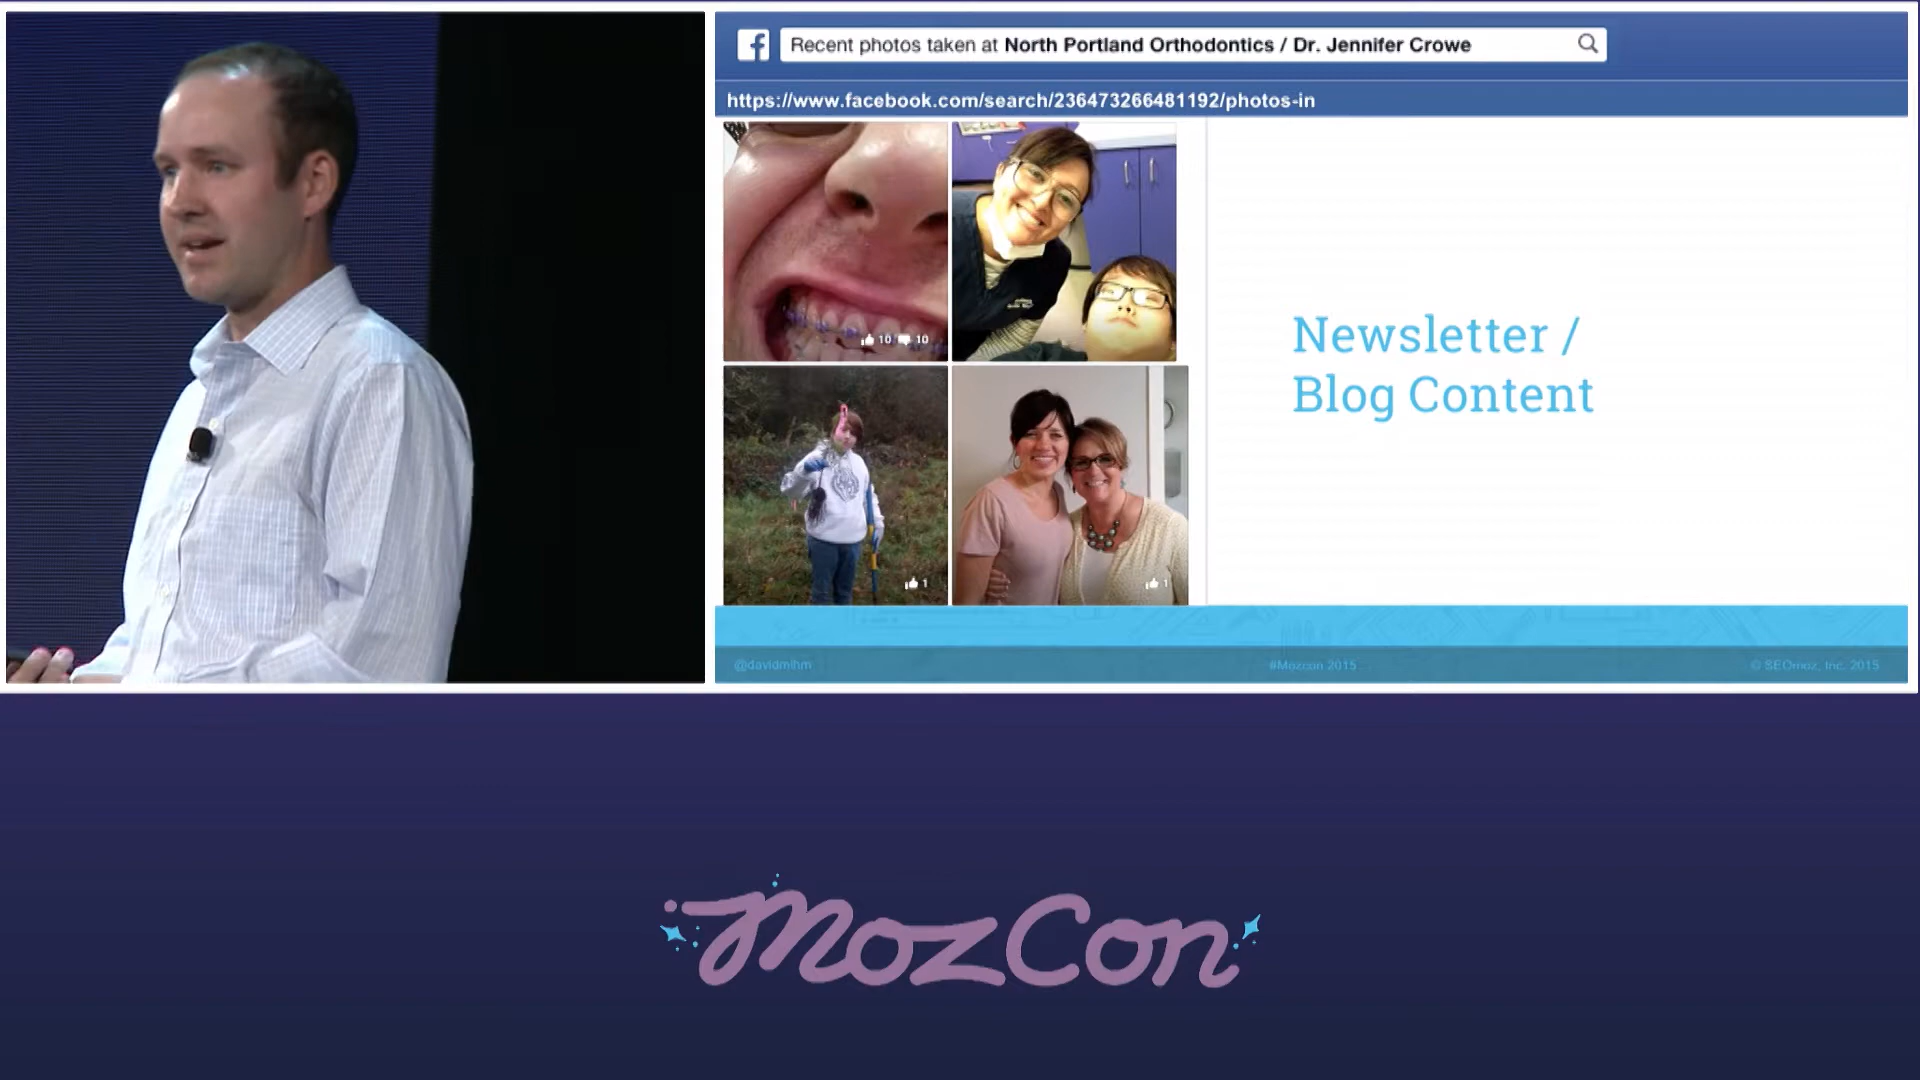 Recent photos taken at North Portland Orthodontics / Dr. Jennifer Crowe
https://www.facebook.com/search/236473266481192/photos-in
10 10
1
1
Newsletter /
Blog Content
@davidmihm
#Mozcon 2015
© SEOmoz, Inc. 2015
MozCon